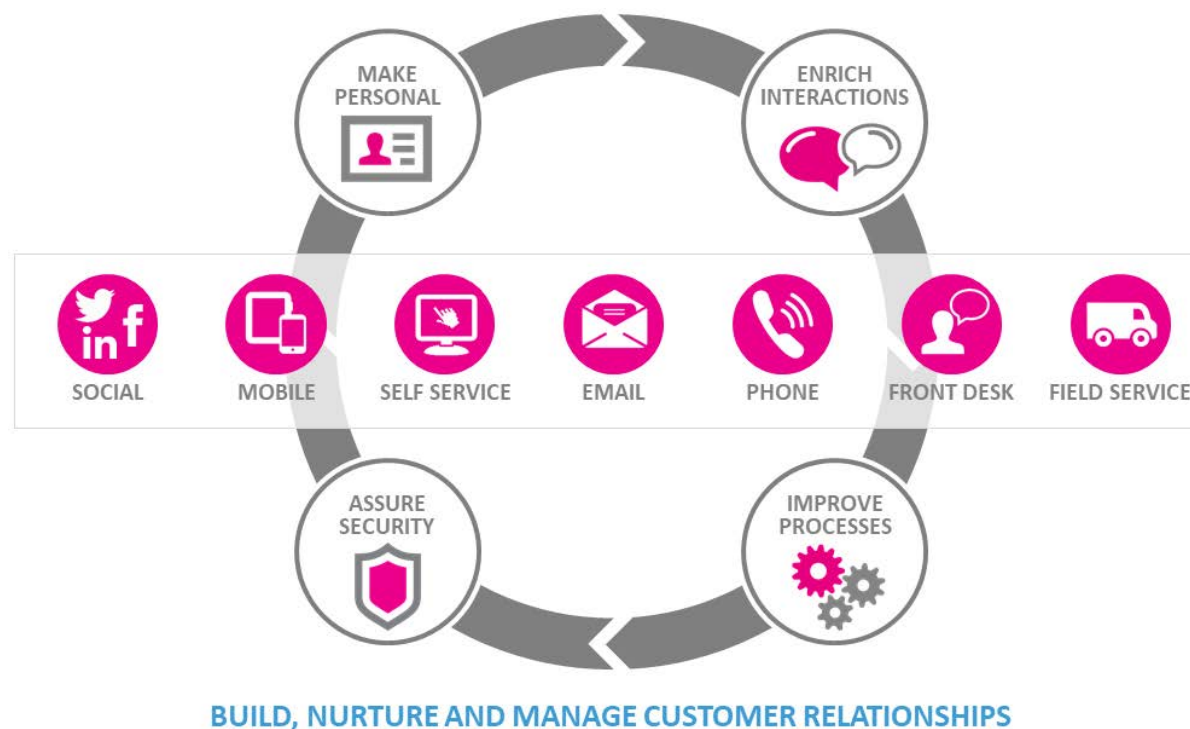 MAKE
PERSONAL
ENRICH
INTERACTIONS
in f
SOCIAL
MOBILE
SELF SERVICE
EMAIL
PHONE
FRONT DESK
FIELD SERVICE
ASSURE
SECURITY
IMPROVE
PROCESSES
BUILD, NURTURE AND MANAGE CUSTOMER RELATIONSHIPS